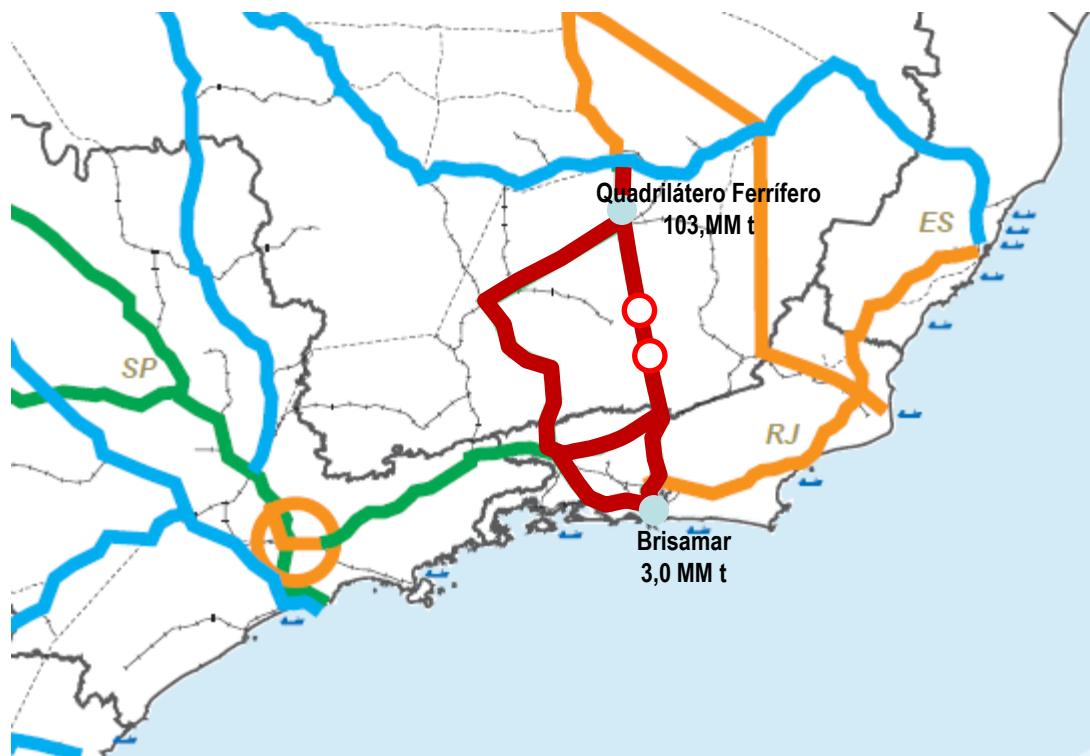 Quadrilátero Ferrífero
103,MM t
ES
SP
RJ
Brisamar
3,0 MM t